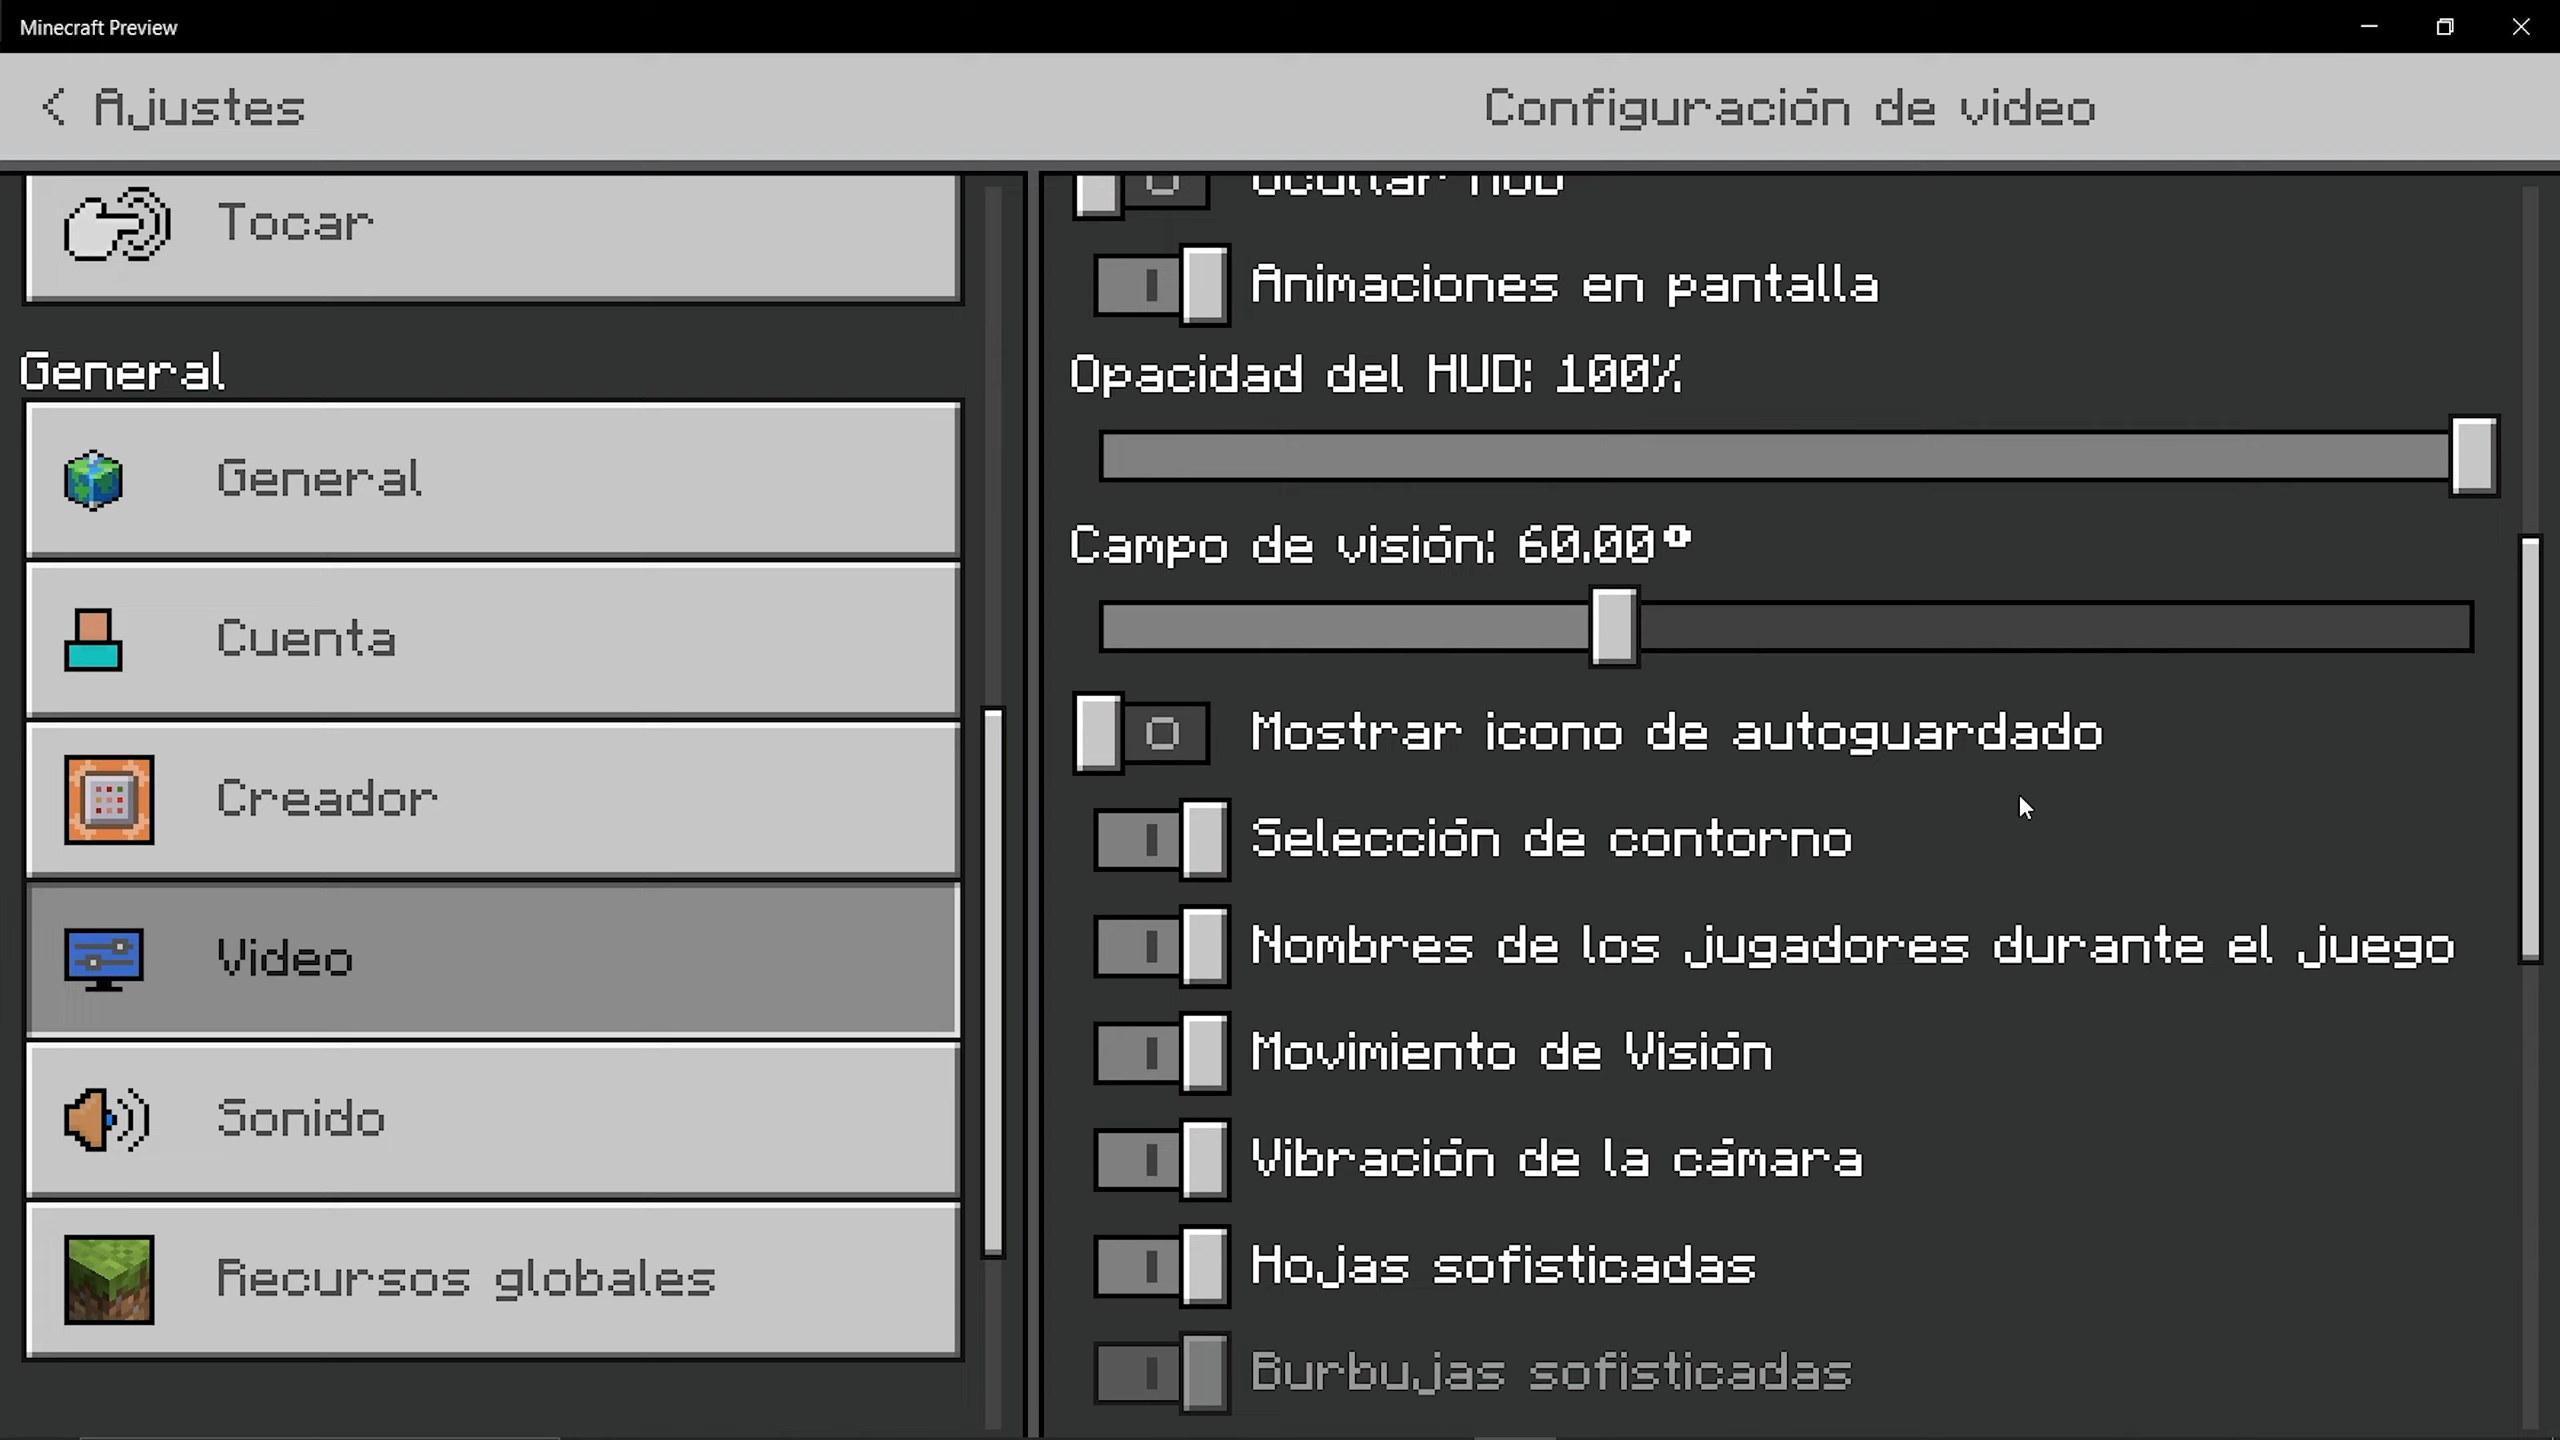 Minecraft Preview
< Ajustes
Configuración de video
Tocar
General
General
Cuenta
Creador
Video
Sonido
Recursos globales
Ocultar HUD
Animaciones en pantalla
Opacidad del HUD: 100%
Campo de visión: 60.00°
Mostrar icono de autoguardado
Selección de contorno
Nombres de los jugadores durante el juego
Movimiento de Visión
Vibración de la cámara
Hojas sofisticadas
Burbujas sofisticadas